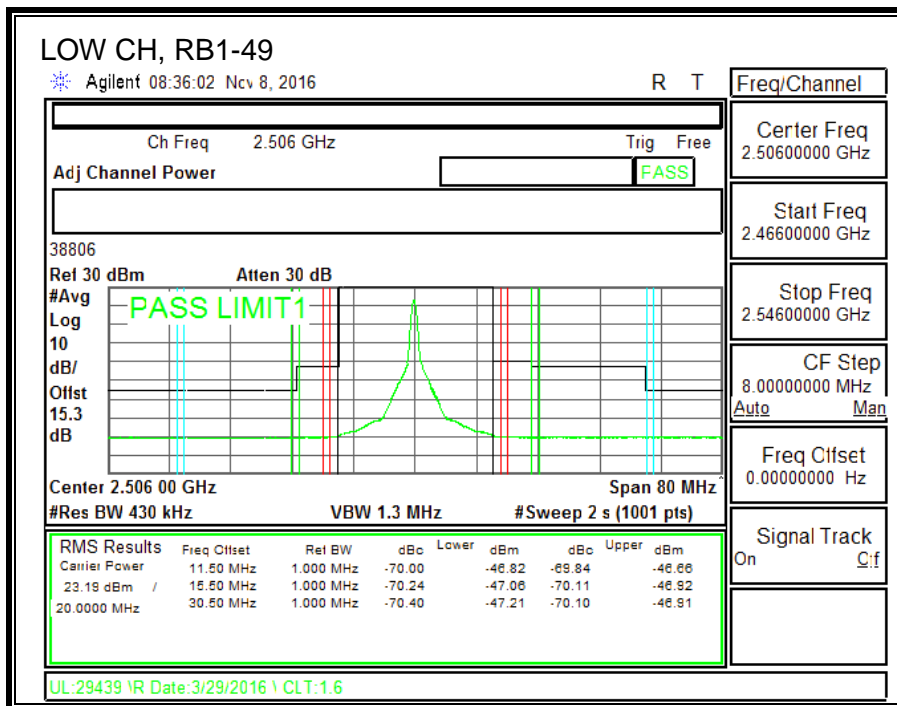 LOW CH, RB1-49
Agilent 08:36:02 Nov 8, 2016 R T
Freq/Channel
Ch Freq 2.506 GHz Trig Free
Adj Channel Power
PASS
Center Freq
2.50600000 GHz
Start Freq
2.46600000 GHz
Stop Freq
2.54600000 GHz
CF Step
8.00000000 MHz
Auto Man
Freq Offset
0.00000000 Hz
Signal Track
On Off
38806
Ref 30 dBm Atten 30 dB
#Avg
Log
10
dB/
Offst
15.3
dB
PASS LIMIT1
Center 2.506 00 GHz Span 80 MHz
#Res BW 430 kHz VBW 1.3 MHz #Sweep 2 s (1001 pts)
RMS Results Freq Offset Ref BW dBc Lower dBm dBc Upper dBm
Carrier Power 11.50 MHz 1.000 MHz -70.00 -46.82 -69.84 -46.66
23.19 dBm / 15.50 MHz 1.000 MHz -70.24 -47.06 -70.11 -46.92
20.0000 MHz 30.50 MHz 1.000 MHz -70.40 -47.21 -70.10 -46.91
UL:29439 \R Date:3/29/2016 \ CLT:1.6